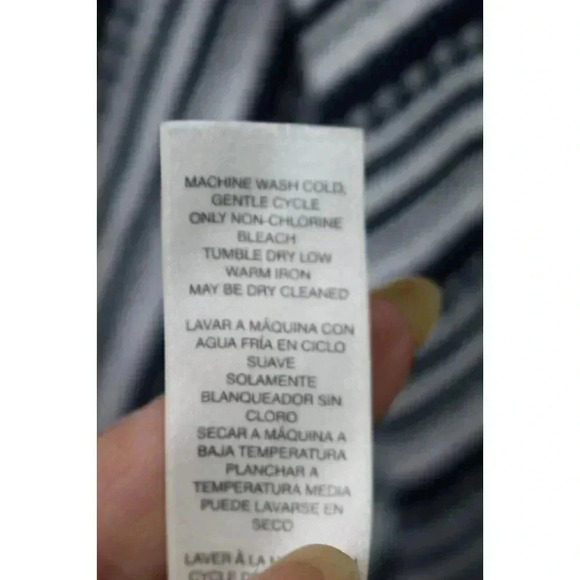 MACHINE WASH COLD,
GENTLE CYCLE
ONLY NON-CHLORINE
BLEACH
TUMBLE DRY LOW
WARM IRON
MAY BE DRY CLEANED
LAVAR A MÁQUINA CON
AGUA FRÍA EN CICLO
SUAVE
SOLAMENTE
BLANQUEADOR SIN
CLORO
SECAR A MÁQUINA A
BAJA TEMPERATURA
PLANCHAR A
TEMPERATURA MEDIA
PUEDE LAVARSE EN
SECO
LAVER À LA
CYCLE